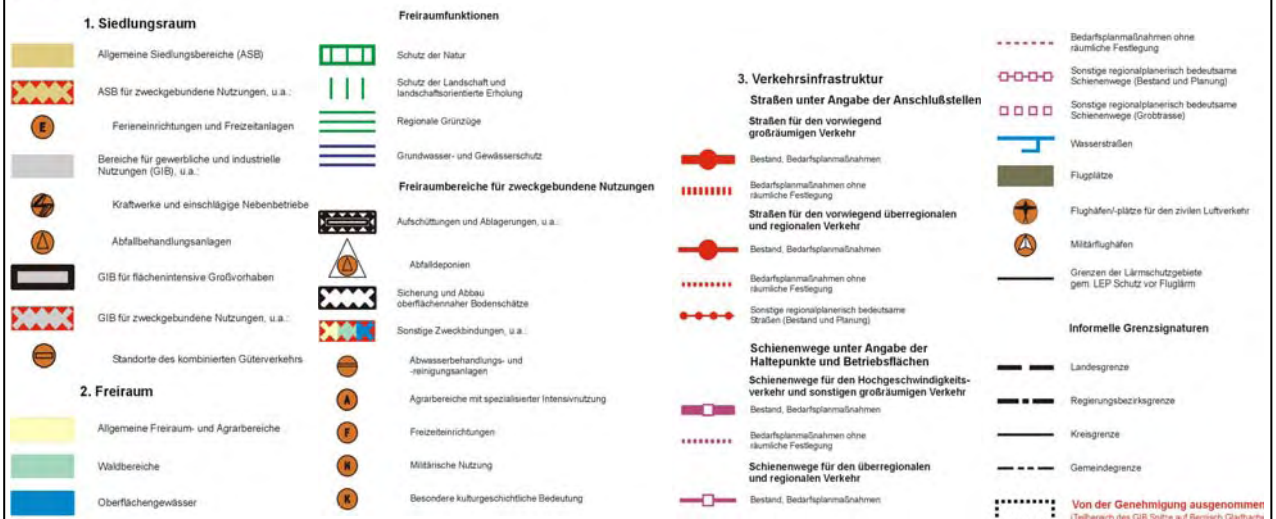 1. Siedlungsraum
Allgemeine Siedlungsbereiche (ASB)
ASB für zweckgebundene Nutzungen, u.a.:
E
Ferieneinrichtungen und Freizeitanlagen
Bereiche für gewerbliche und industrielle
Nutzungen (GIB), u.a.:
Kraftwerke und einschlägige Nebenbetriebe
Abfallbehandlungsanlagen
GIB für flächenintensive Großvorhaben
GIB für zweckgebundene Nutzungen, u.a.:
Standorte des kombinierten Güterverkehrs
2. Freiraum
Allgemeine Freiraum- und Agrarbereiche
Waldbereiche
Oberflächengewässer
Freiraumfunktionen
Schutz der Natur
Schutz der Landschaft und
landschaftsorientierte Erholung
Regionale Grünzüge
Grundwasser- und Gewässerschutz
Freiraumbereiche für zweckgebundene Nutzungen
Aufschüttungen und Ablagerungen, u.a.:
Abfalldeponien
Sicherung und Abbau
oberflächennaher Bodenschätze
Sonstige Zweckbindungen, u.a.:
Abwasserbehandlungs- und
-reinigungsanlagen
A
Agrarbereiche mit spezialisierter Intensivnutzung
F
Freizeiteinrichtungen
N
Militärische Nutzung
K
Besondere kulturgeschichtliche Bedeutung
3. Verkehrsinfrastruktur
Straßen unter Angabe der Anschlußstellen
Straßen für den vorwiegend
großräumigen Verkehr
Bestand, Bedarfsplanmaßnahmen
Bedarfsplanmaßnahmen ohne
räumliche Festlegung
Straßen für den vorwiegend überregionalen
und regionalen Verkehr
Bestand, Bedarfsplanmaßnahmen
Bedarfsplanmaßnahmen ohne
räumliche Festlegung
Sonstige regionalplanerisch bedeutsame
Straßen (Bestand und Planung)
Schienenwege unter Angabe der
Haltepunkte und Betriebsflächen
Schienenwege für den Hochgeschwindigkeits-
verkehr und sonstigen großräumigen Verkehr
Bestand, Bedarfsplanmaßnahmen
Bedarfsplanmaßnahmen ohne
räumliche Festlegung
Schienenwege für den überregionalen
und regionalen Verkehr
Bestand, Bedarfsplanmaßnahmen
Bedarfsplanmaßnahmen ohne
räumliche Festlegung
Sonstige regionalplanerisch bedeutsame
Schienenwege (Bestand und Planung)
Sonstige regionalplanerisch bedeutsame
Schienenwege (Grobtrasse)
Wasserstraßen
Flugplätze
Flughäfen/-plätze für den zivilen Luftverkehr
Militärflughäfen
Grenzen der Lärmschutzgebiete
gem. LEP Schutz vor Fluglärm
Informelle Grenzsignaturen
Landesgrenze
Regierungsbezirksgrenze
Kreisgrenze
Gemeindegrenze
Von der Genehmigung ausgenommen
(Teilbereich des GIB Spitze auf Bergisch